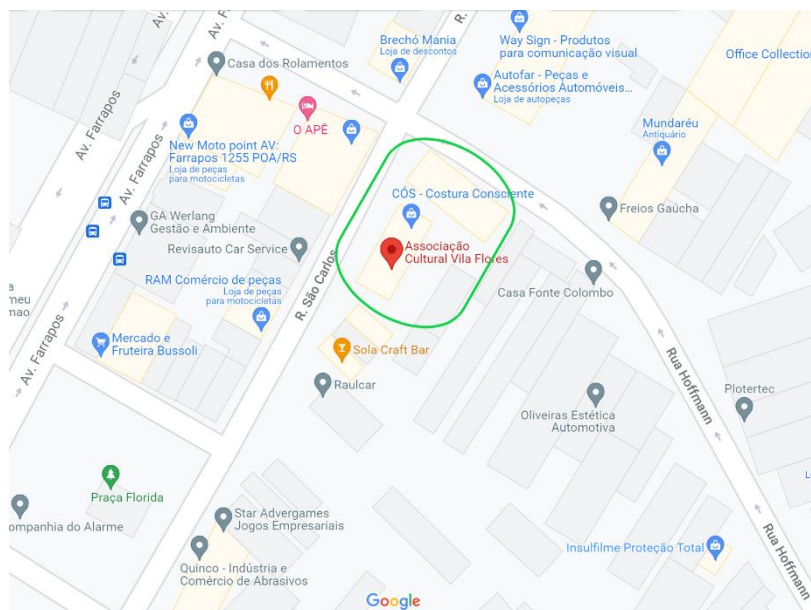 Av.
R.
Av. Farrapos
Av. Farrapos
Casa dos Rolamentos
Brechó Mania
Loja de descontos
Way Sign - Produtos
para comunicação visual
Office Collection
Autofar - Peças e
Acessórios Automóveis...
Loja de autopeças
O APÊ
New Moto point AV:
Farrapos 1255 POA/RS
Loja de peças
para motocicletas
Mundaréu
Antiquário
CÓS - Costura Consciente
GA Werlang
Gestão e Ambiente
Freios Gaúcha
Revisauto Car Service
Associação
Cultural Vila Flores
R. São Carlos
RAM Comércio de peças
Loja de peças
para motocicletas
Casa Fonte Colombo
meu
mao
Mercado e
Fruteira Bussoli
Av. Farrapos
Sola Craft Bar
Rua Hoffmann
Raulcar
Plotertec
Oliveiras Estética
Automotiva
Praça Florida
ompanhia do Alarme
Star Advergames
Jogos Empresariais
Insulfilme Proteção Total
Rua Hoffmann
Quinco - Indústria e
Comércio de Abrasivos
Google